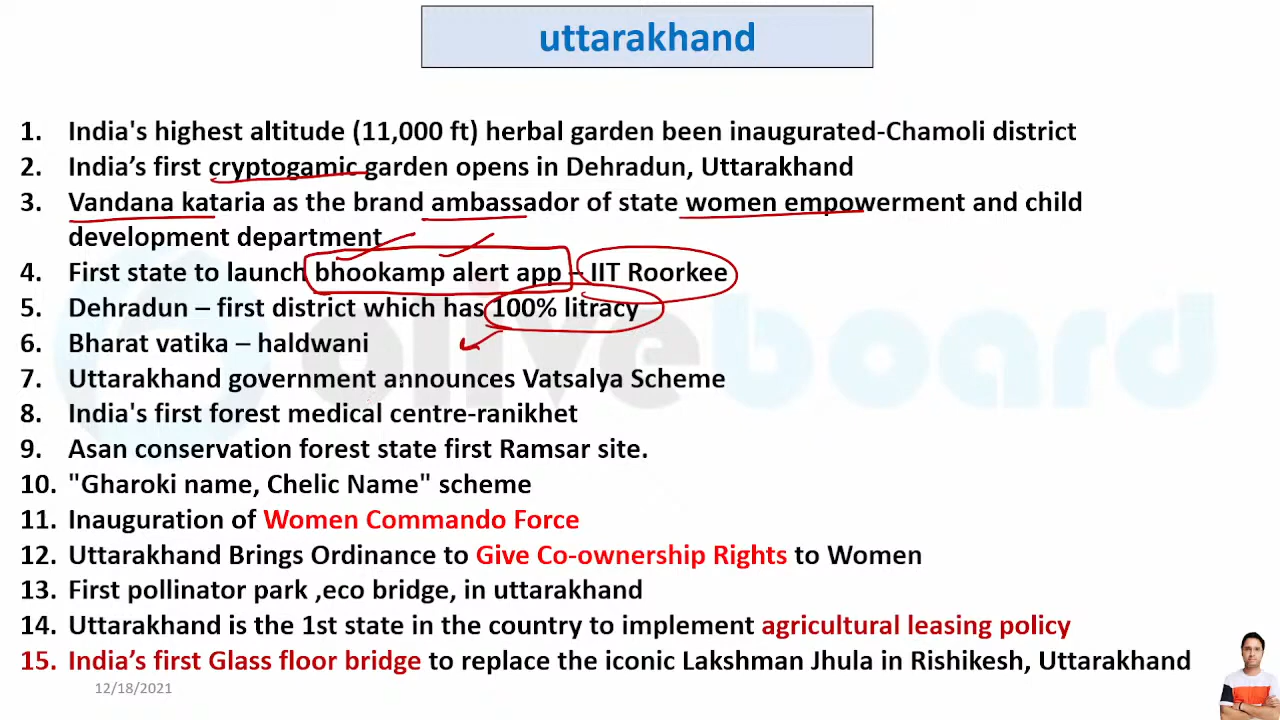 uttarakhand
1. India's highest altitude (11,000 ft) herbal garden been inaugurated-Chamoli district
2. India’s first cryptogamic garden opens in Dehradun, Uttarakhand
3. Vandana kataria as the brand ambassador of state women empowerment and child
development department
4. First state to launch bhookamp alert app – IIT Roorkee
5. Dehradun – first district which has 100% litracy
6. Bharat vatika – haldwani
7. Uttarakhand government announces Vatsalya Scheme
8. India's first forest medical centre-ranikhet
9. Asan conservation forest state first Ramsar site.
10. "Gharoki name, Chelic Name" scheme
11. Inauguration of Women Commando Force
12. Uttarakhand Brings Ordinance to Give Co-ownership Rights to Women
13. First pollinator park ,eco bridge, in uttarakhand
14. Uttarakhand is the 1st state in the country to implement agricultural leasing policy
15. India’s first Glass floor bridge to replace the iconic Lakshman Jhula in Rishikesh, Uttarakhand
12/18/2021
oliveboard